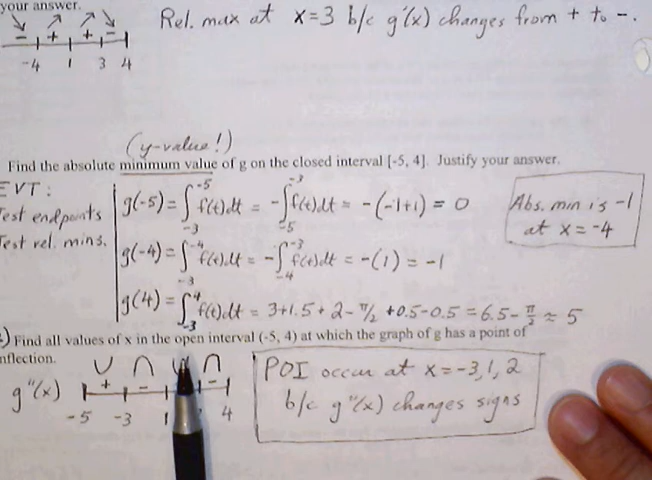 your answer.
Rel. max at x=3 b/c g'(x) changes from + to -.
- + + -
-4 1 3 4
(y-value!)
Find the absolute minimum value of g on the closed interval [-5, 4]. Justify your answer.
EVT:
Test endpoints
Test rel. mins.
g(-5) = ∫_{-3}^{-5} f(t)dt = -∫_{-5}^{-3} f(t)dt = -(-1+1) = 0
g(-4) = ∫_{-3}^{-4} f(t)dt = -∫_{-4}^{-3} f(t)dt = -(1) = -1
g(4) = ∫_{-3}^{4} f(t)dt = 3+1.5+2-π/2+0.5-0.5 = 6.5-π/2 ≈ 5
Abs. min is -1
at x = -4
Find all values of x in the open interval (-5, 4) at which the graph of g has a point of
inflection.
g"(x) + - -
-5 -3 1 4
POI occur at x = -3, 1, 2
b/c g"(x) changes signs